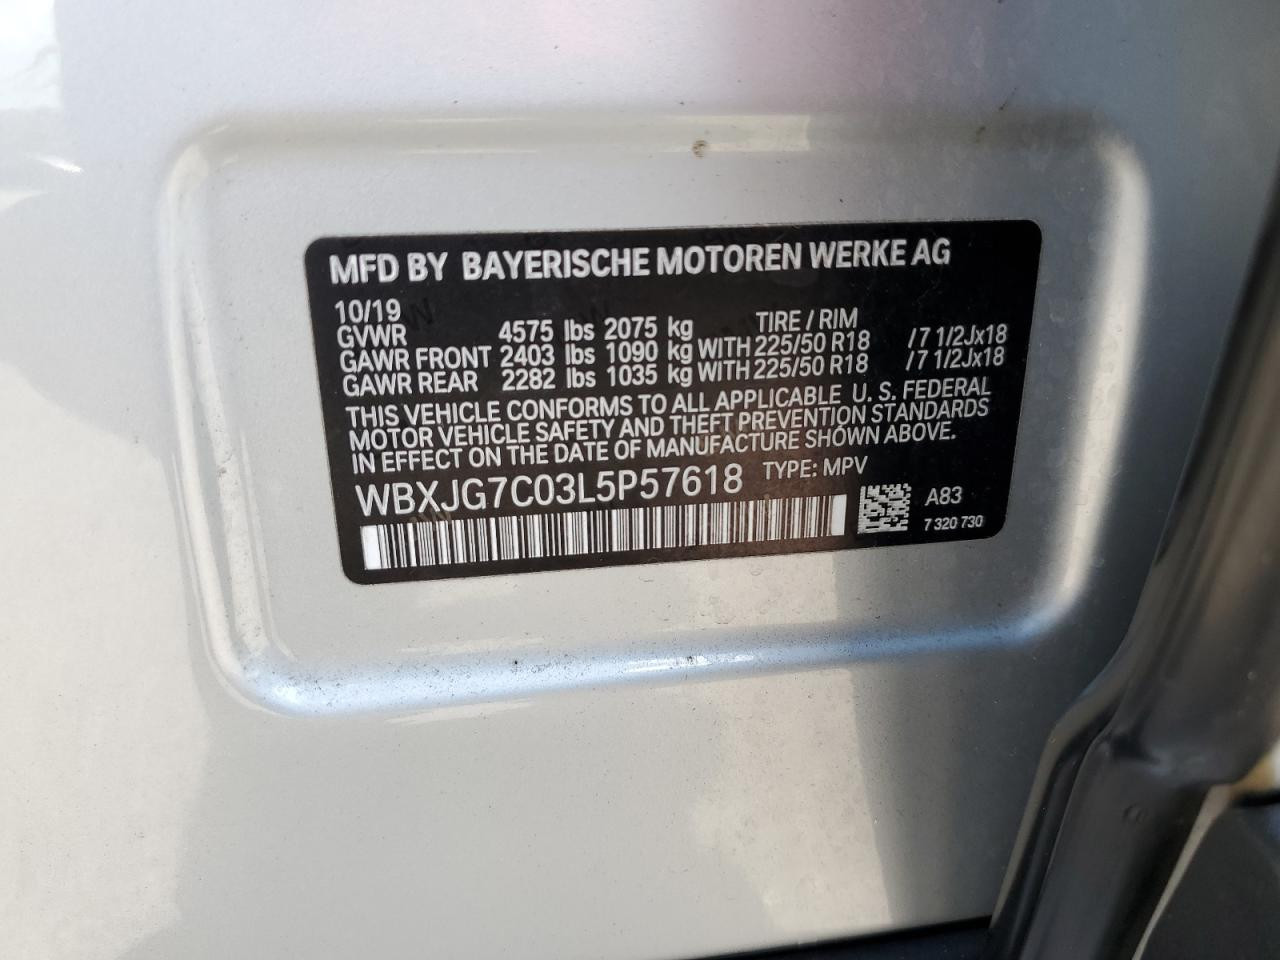 MFD BY BAYERISCHE MOTOREN WERKE AG
10/19 TIRE / RIM
GVWR 4575 lbs 2075 kg
GAWR FRONT 2403 lbs 1090 kg WITH 225/50 R18 /7 1/2Jx18
GAWR REAR 2282 lbs 1035 kg WITH 225/50 R18 /7 1/2Jx18
THIS VEHICLE CONFORMS TO ALL APPLICABLE U. S. FEDERAL
MOTOR VEHICLE SAFETY AND THEFT PREVENTION STANDARDS
IN EFFECT ON THE DATE OF MANUFACTURE SHOWN ABOVE.
WBXJG7C03L5P57618 TYPE: MPV
A83
7 320 730